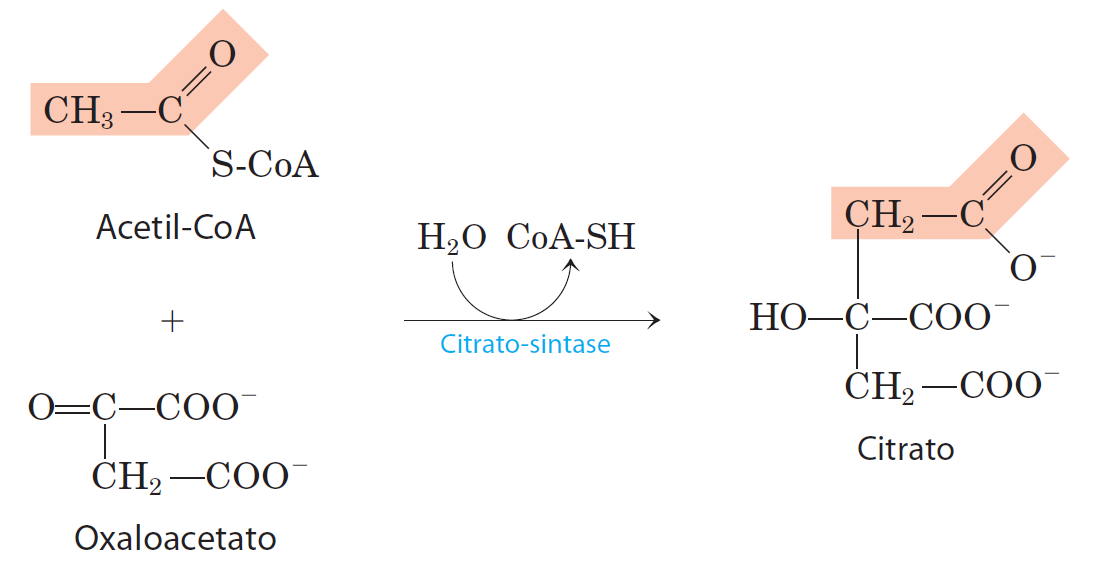 O
CH₃—C
S-CoA
Acetil-CoA
+
O=C—COO⁻
CH₂—COO⁻
Oxaloacetato
H₂O CoA-SH
Citrato-sintase
O
CH₂—C
O⁻
HO—C—COO⁻
CH₂—COO⁻
Citrato